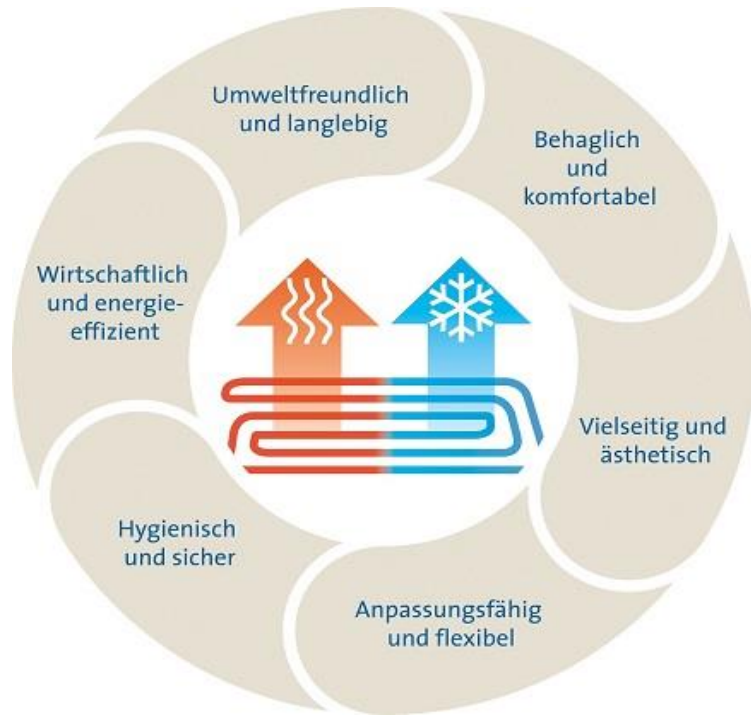 Umweltfreundlich
und langlebig
Behaglich
und
komfortabel
Vielseitig und
ästhetisch
Anpassungsfähig
und flexibel
Hygienisch
und sicher
Wirtschaftlich
und energie-
effizient